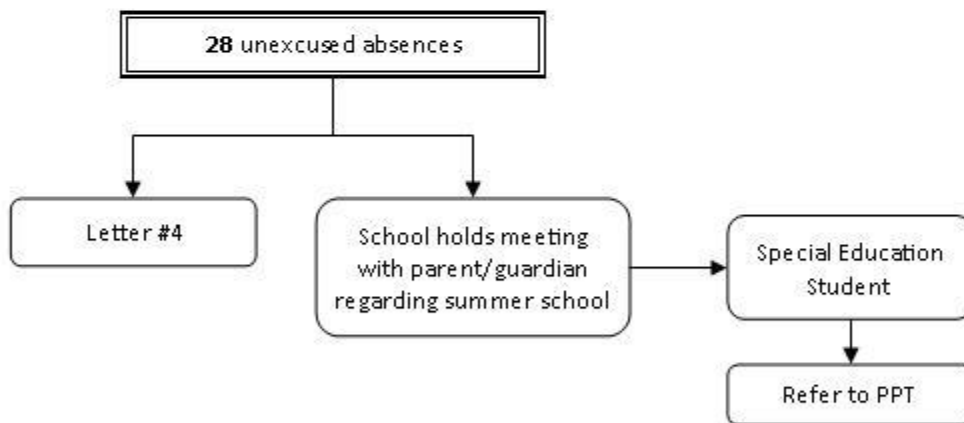 28 unexcused absences
Letter #4
School holds meeting
with parent/guardian
regarding summer school
Special Education
Student
Refer to PPT